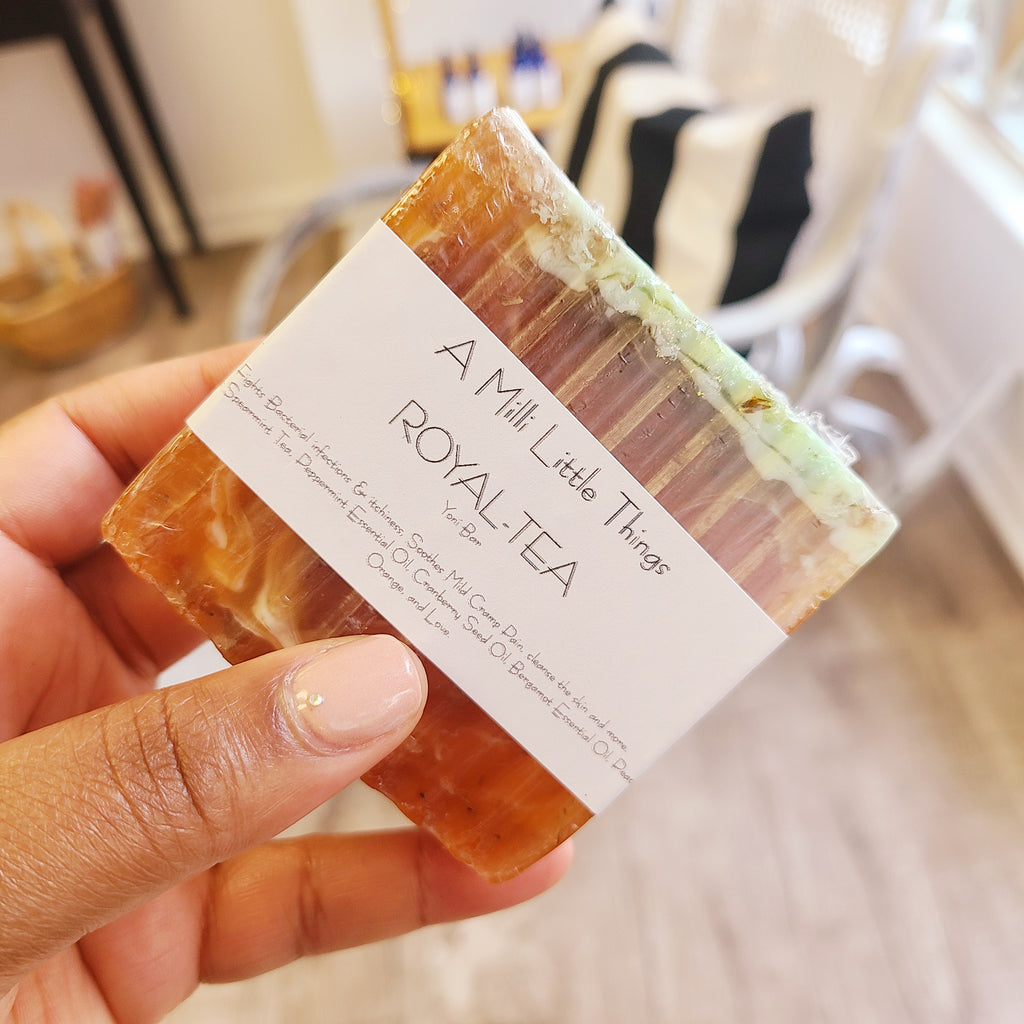 A Milli Little Things
ROYAL-TEA
Yoni Bar
Fights Bacterial infections & itchiness, Soothes Mild Cramp Pain, cleanse the skin and more.
Spearmint Tea, Peppermint Essential Oil, Cranberry Seed Oil, Bergamot Essential Oil,
Orange, and Love